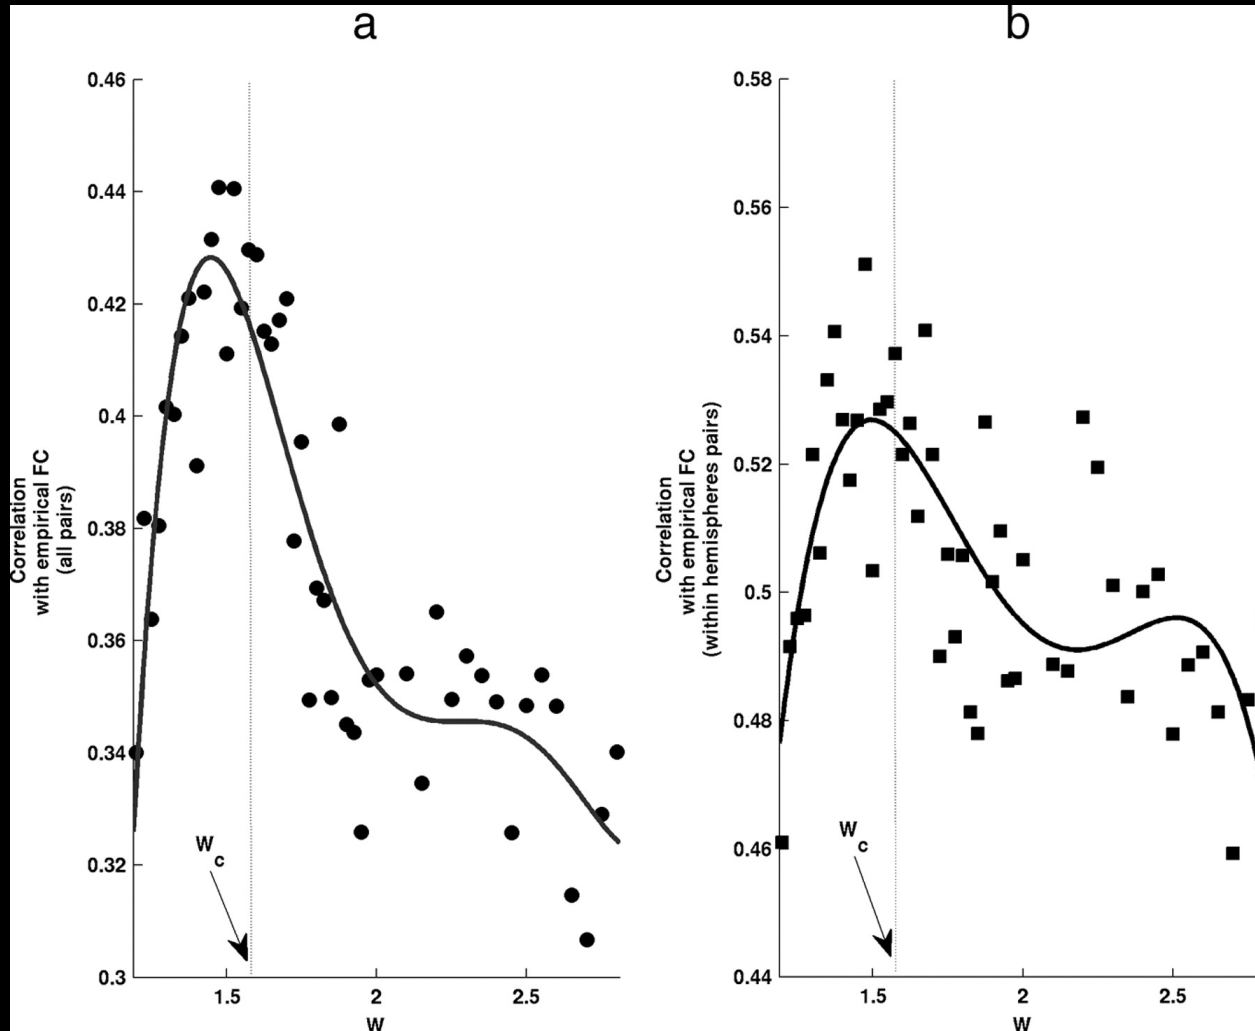 a
0.46
0.44
0.42
0.4
0.38
0.36
0.34
0.32
0.3
1.5
2
2.5
W
Correlation
with empirical FC
(all pairs)
W c
b
0.58
0.56
0.54
0.52
0.5
0.48
0.46
0.44
1.5
2
2.5
W
Correlation
with empirical FC
(within hemispheres pairs)
W c